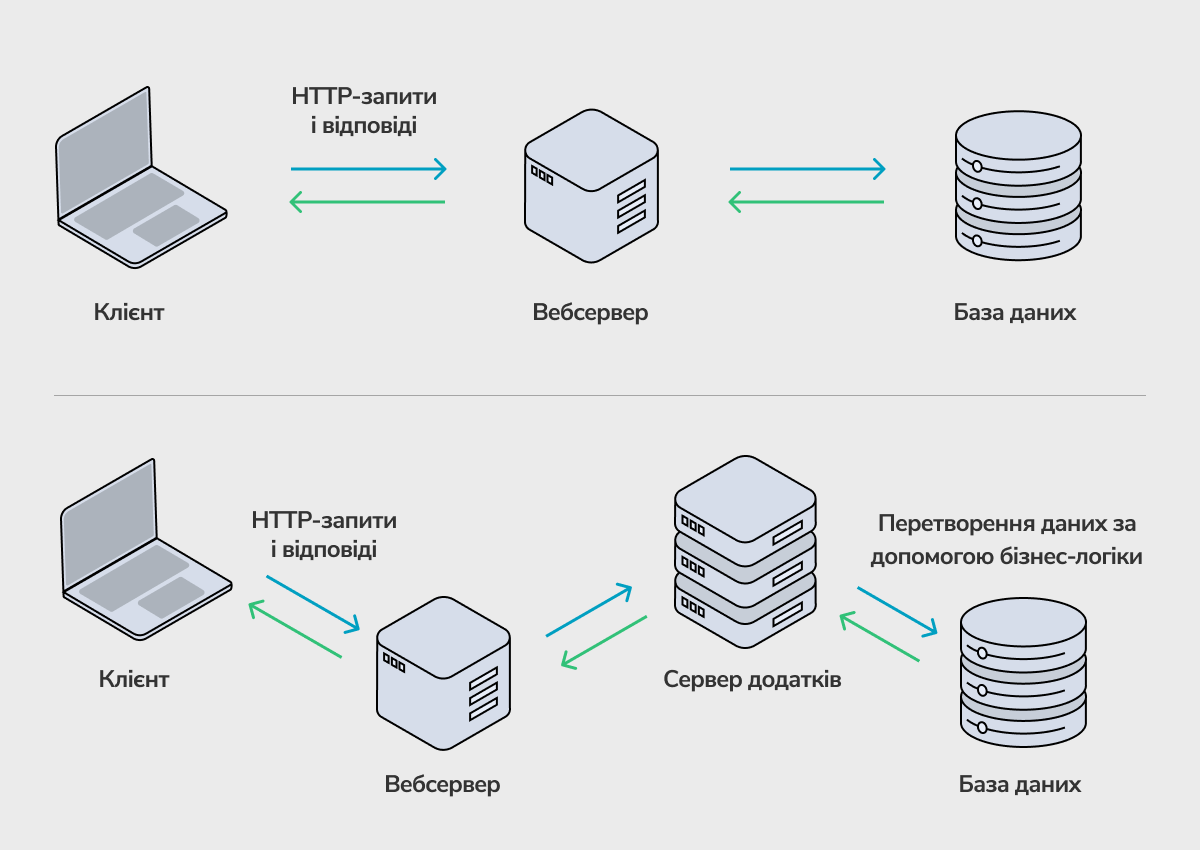 HTTP-запити
і відповіді
Клієнт
Вебсервер
База даних
HTTP-запити
і відповіді
Перетворення даних за
допомогою бізнес-логіки
Клієнт
Сервер додатків
Вебсервер
База даних